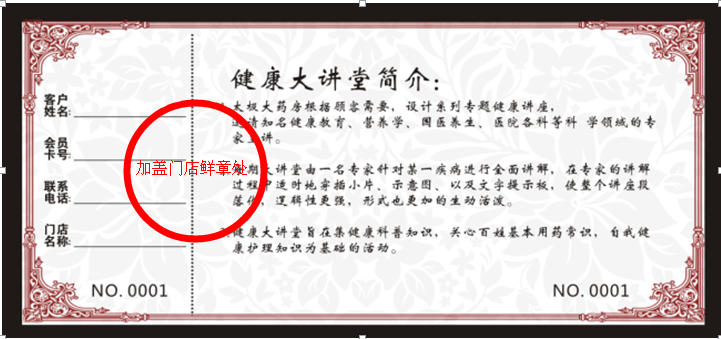 健康大讲堂简介:
客户
姓名:
会员
卡号:
联系
电话:
门店
名称:
加盖门店鲜章处
太极大药房根据顾客需要,设计系列专题健康讲座,
请知名健康教育、营养学、国医养生、医院各科等科 学领域的专
家 讲。
期大讲堂由一名专家针对某一疾病进行全面讲解,在专家的讲解
过程中适时地穿插小片、示意图、以及文字提示板,使整个讲座段
落 ,逻辑性更强,形式也更加的生动活泼。
健康大讲堂旨在集健康科普知识,关心百姓基本用药常识,自我健
康护理知识为基础的活动。
NO. 0001
NO. 0001